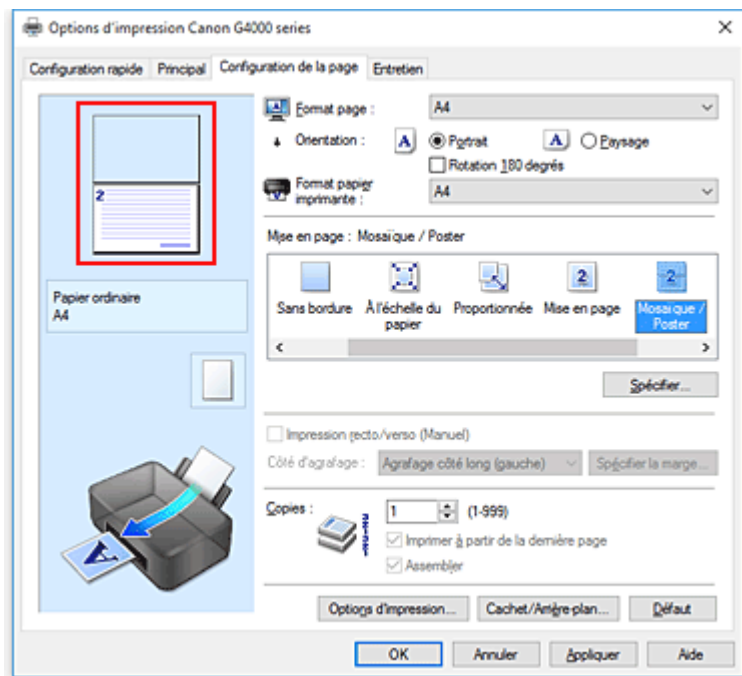 Options d'impression Canon G4000 series
Configuration rapide Principal Configuration de la page Entretien
2
Papier ordinaire
A4
Format page : A4
Orientation : A Portrait A Paysage
Rotation 180 degrés
Format papier imprimante : A4
Mise en page : Mosaïque / Poster
2 2
Sans bordure À l'échelle du papier Proportionnée Mise en page Mosaïque / Poster
Spécifier...
Impression recto/verso (Manuel)
Côté d'agrafage : Agrafage côté long (gauche) Spécifier la marge...
Copies : 1 (1-999)
Imprimer à partir de la dernière page
Assembler
A
Options d'impression... Cachet/Arrière-plan... Défaut
OK Annuler Appliquer Aide